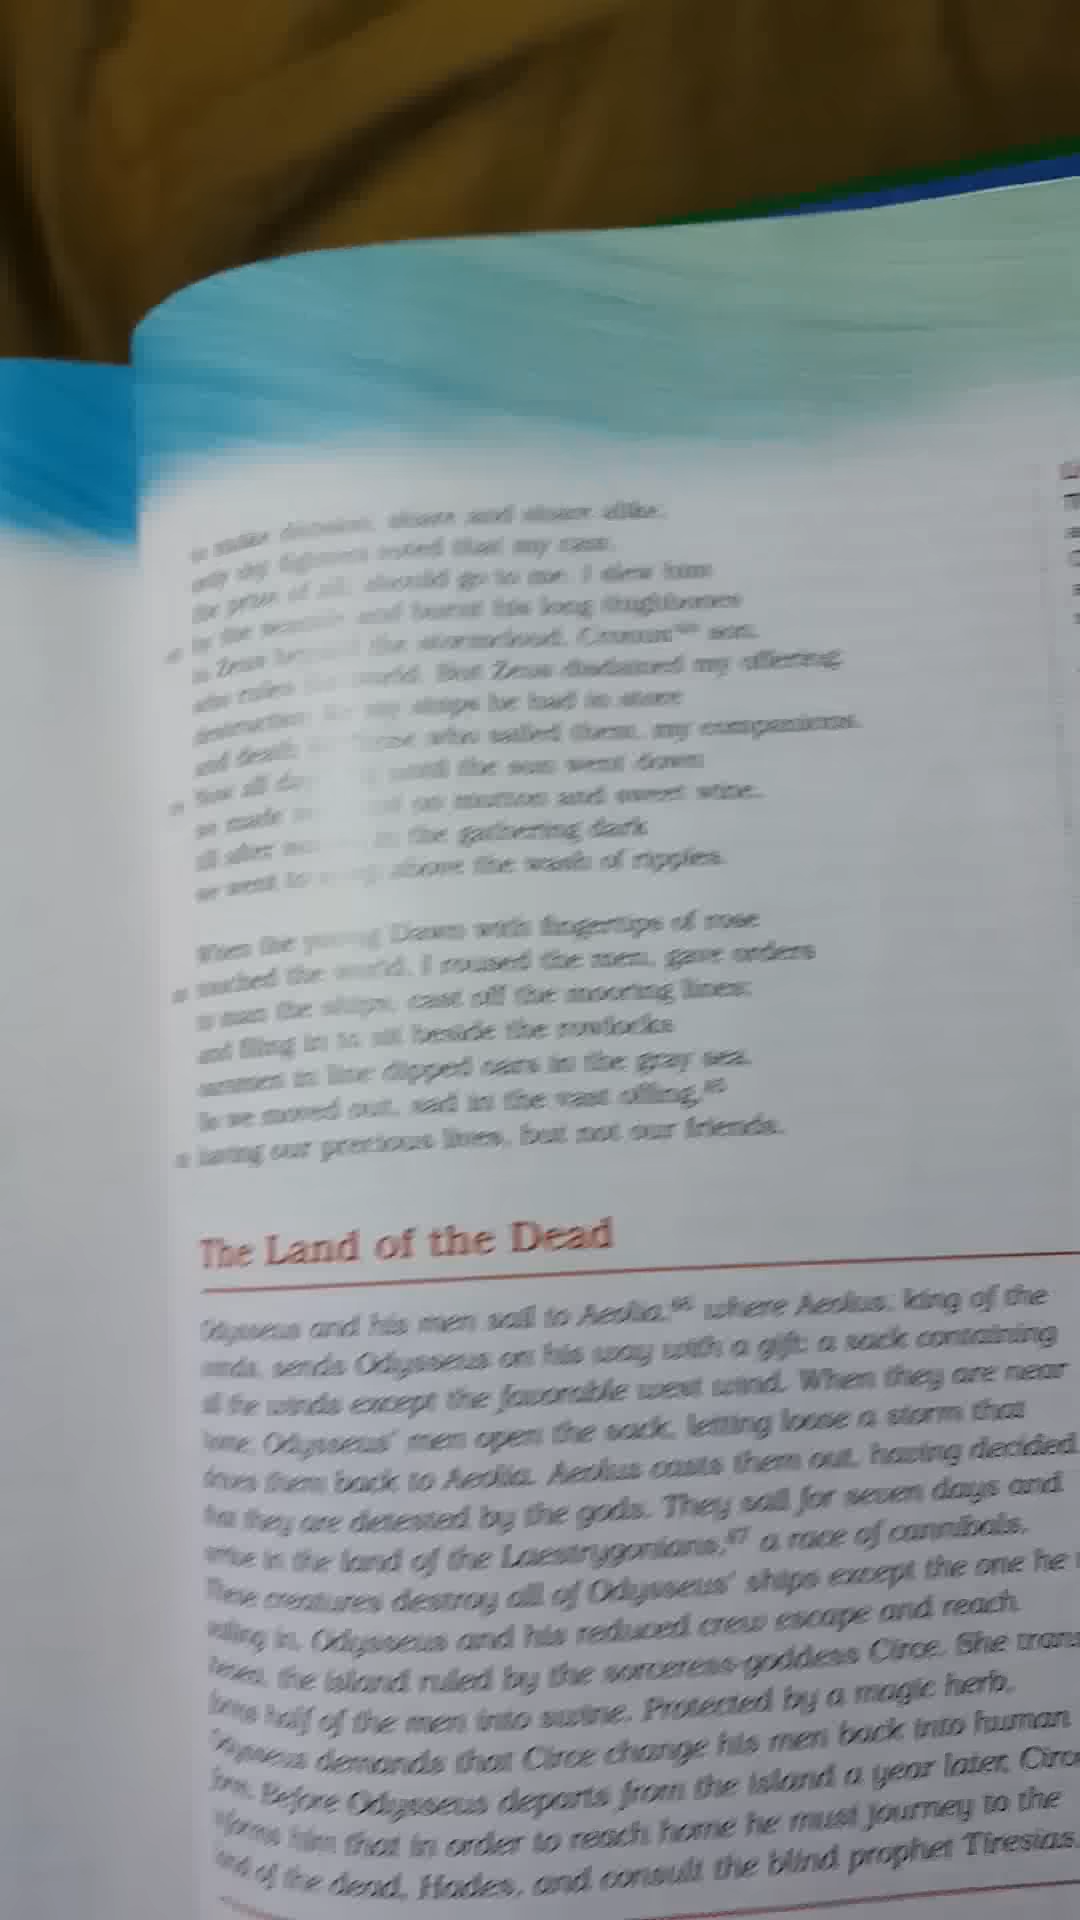 to make division, share and share alike,
only my fighters voted that my ram,
the prize of all, should go to me. I slew him
by the and burnt his long thighbones
to Zeus beyond the stormcloud, Cronus' son,
who rules the world. But Zeus disdained my offering;
destruction for my ships he had in store
and death for those who sailed them, my companions.
Now all day until the sun went down
we made on mutton and sweet wine,
till after the gathering dark
we went to sleep above the wash of ripples.
When the young Dawn with fingertips of rose
touched the world, I roused the men, gave orders
to man the ships, cast off the mooring lines;
and filing in to sit beside the rowlocks
oarsmen in line dipped oars in the gray sea.
So we moved out, sad in the vast offing,
having our precious lives, but not our friends.
The Land of the Dead
Odysseus and his men sail to Aeolia, where Aeolus, king of the
winds, sends Odysseus on his way with a gift: a sack containing
all the winds except the favorable west wind. When they are near
home, Odysseus' men open the sack, letting loose a storm that
drives them back to Aeolia. Aeolus casts them out, having decided
that they are detested by the gods. They sail for seven days and
arrive in the land of the Laestrygonians,⁶⁷ a race of cannibals.
These creatures destroy all of Odysseus' ships except the one he
sailing in. Odysseus and his reduced crew escape and reach
the island ruled by the sorceress-goddess Circe. She trans
forms half of the men into swine. Protected by a magic herb,
Odysseus demands that Circe change his men back into human
form. Before Odysseus departs from the island a year later, Circe
informs him that in order to reach home he must journey to the
land of the dead, Hades, and consult the blind prophet Tiresias.